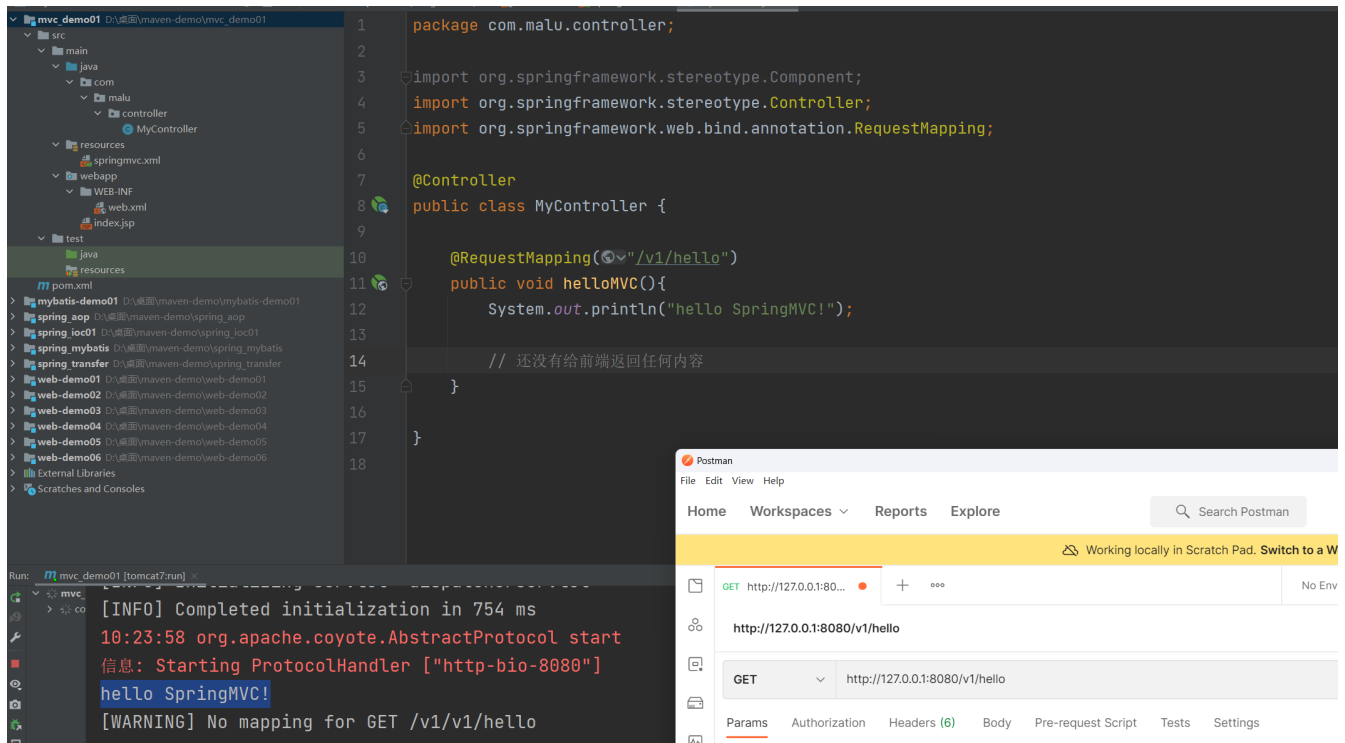 mvc_demo01 D:\桌面\maven-demo\mvc_demo01
src
main
java
com
malu
controller
MyController
resources
springmvc.xml
webapp
WEB-INF
web.xml
index.jsp
test
java
resources
pom.xml
mybatis-demo01 D:\桌面\maven-demo\mybatis-demo01
spring_aop D:\桌面\maven-demo\spring_aop
spring_ioc01 D:\桌面\maven-demo\spring_ioc01
spring_mybatis D:\桌面\maven-demo\spring_mybatis
spring_transfer D:\桌面\maven-demo\spring_transfer
web-demo01 D:\桌面\maven-demo\web-demo01
web-demo02 D:\桌面\maven-demo\web-demo02
web-demo03 D:\桌面\maven-demo\web-demo03
web-demo04 D:\桌面\maven-demo\web-demo04
web-demo05 D:\桌面\maven-demo\web-demo05
web-demo06 D:\桌面\maven-demo\web-demo06
External Libraries
Scratches and Consoles
1 package com.malu.controller;
2
3 import org.springframework.stereotype.Component;
4 import org.springframework.stereotype.Controller;
5 import org.springframework.web.bind.annotation.RequestMapping;
6
7 @Controller
8 public class MyController {
9
10 @RequestMapping("/v1/hello")
11 public void helloMVC(){
12 System.out.println("hello SpringMVC!");
13
14 // 还没有给前端返回任何内容
15 }
16
17 }
18
Run: mvc_demo01 [tomcat7:run]
mvc_
co
[INFO] Completed initialization in 754 ms
10:23:58 org.apache.coyote.AbstractProtocol start
信息: Starting ProtocolHandler ["http-bio-8080"]
hello SpringMVC!
[WARNING] No mapping for GET /v1/v1/hello
Postman
File Edit View Help
Home Workspaces Reports Explore Search Postman
Working locally in Scratch Pad. Switch to a W
GET http://127.0.0.1:80... No Env
http://127.0.0.1:8080/v1/hello
GET http://127.0.0.1:8080/v1/hello
Params Authorization Headers (6) Body Pre-request Script Tests Settings